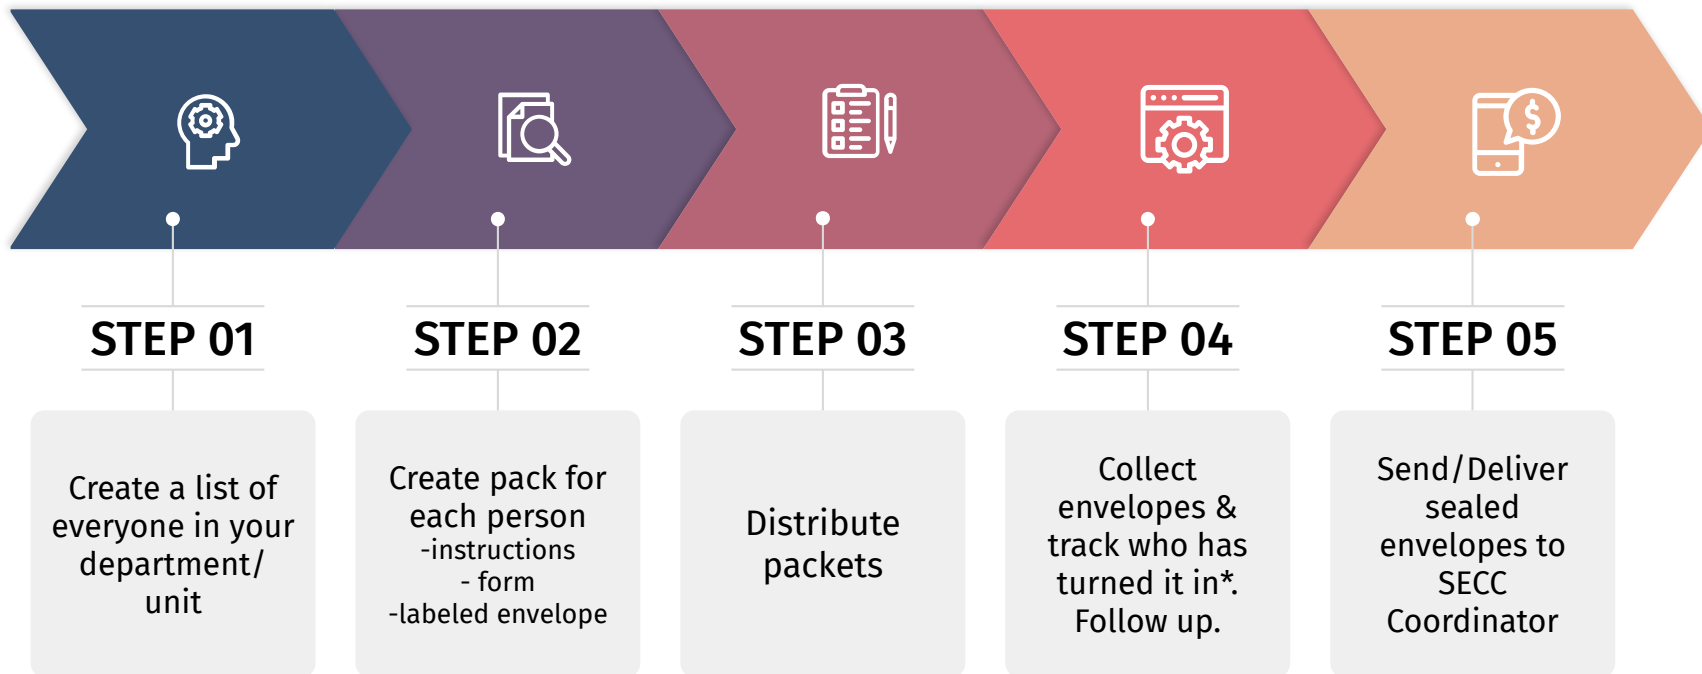 STEP 01
Create a list of
everyone in your
department/
unit
STEP 02
Create pack for
each person
-instructions
- form
-labeled envelope
STEP 03
Distribute
packets
STEP 04
Collect
envelopes &
track who has
turned it in*.
Follow up.
STEP 05
Send/Deliver
sealed
envelopes to
SECC
Coordinator